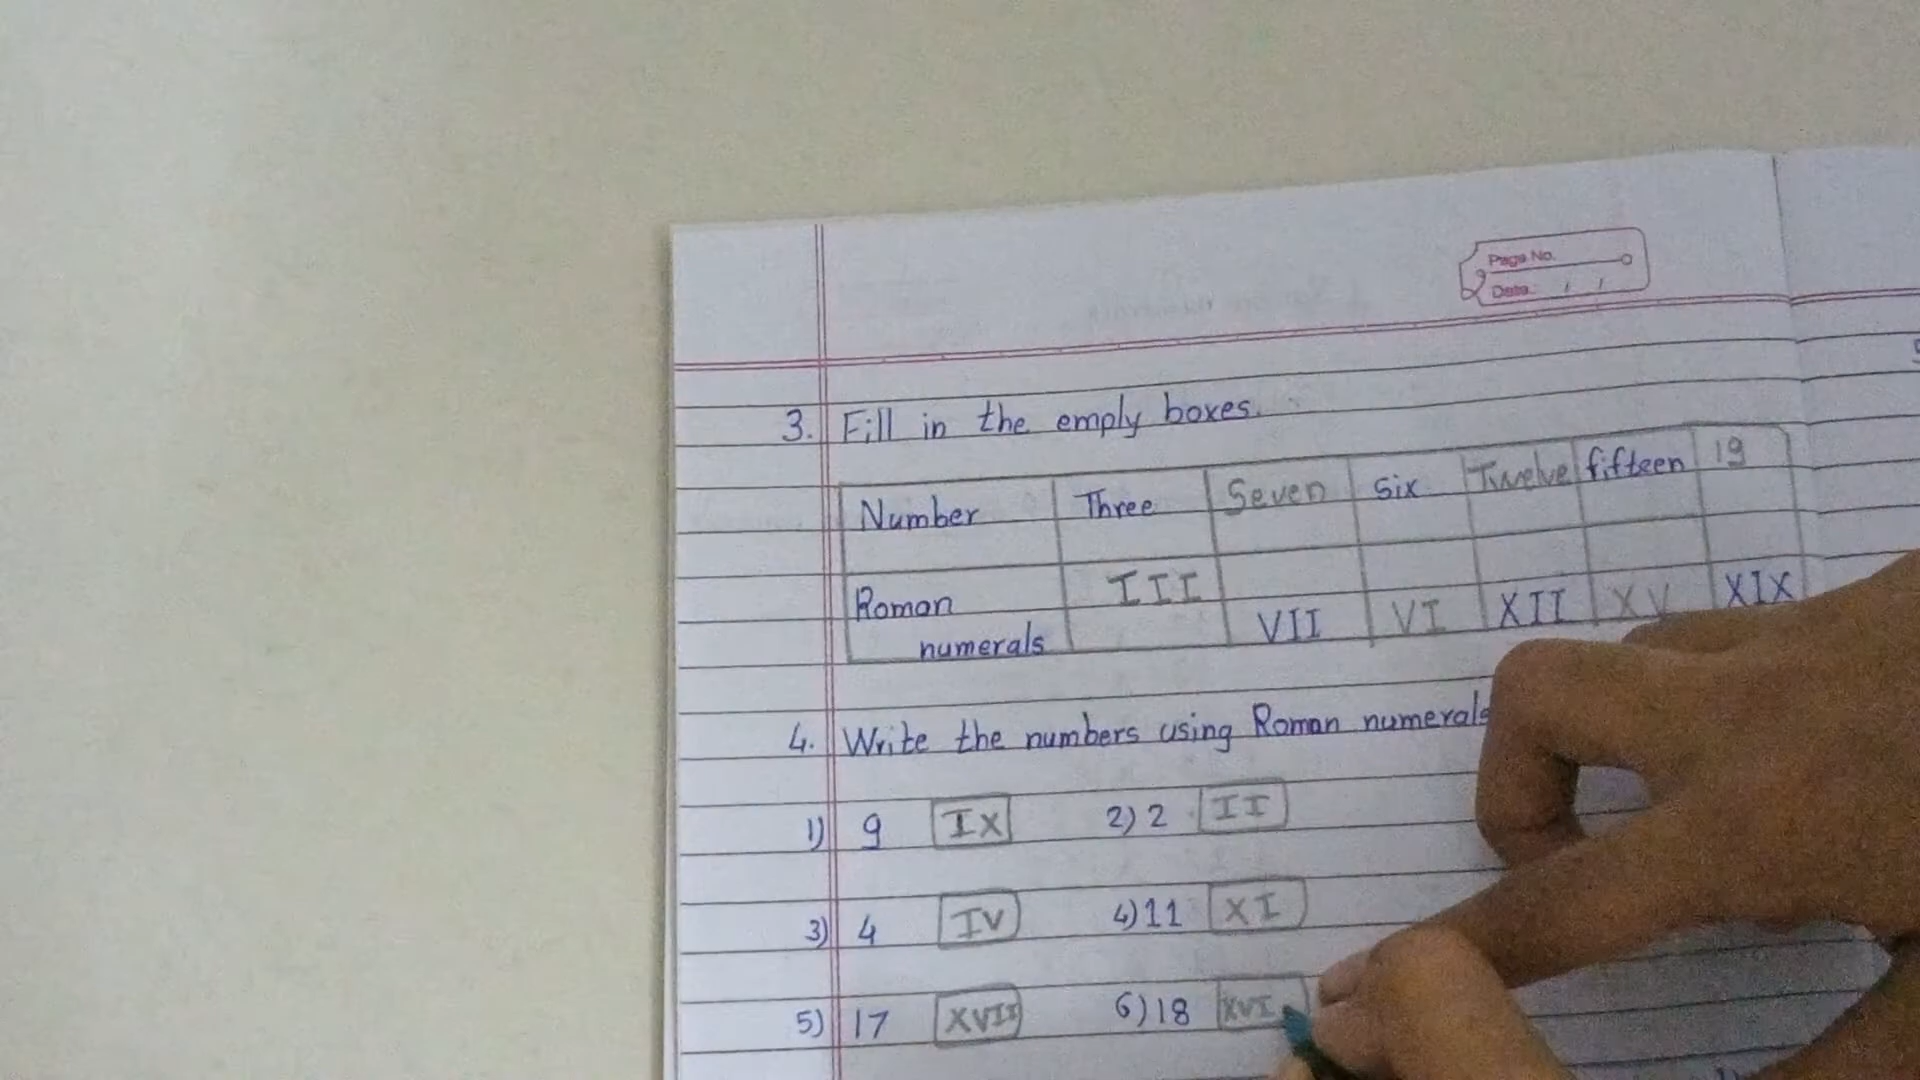 Page No.
Date: / /
3. Fill in the emply boxes.
Number Three Seven six Twelve fifteen 19
Roman numerals III VII VI XII XV XIX
4. Write the numbers using Roman numerals
1) 9 IX 2) 2 II
3) 4 IV 4) 11 XI
5) 17 XVII 6) 18 XVI